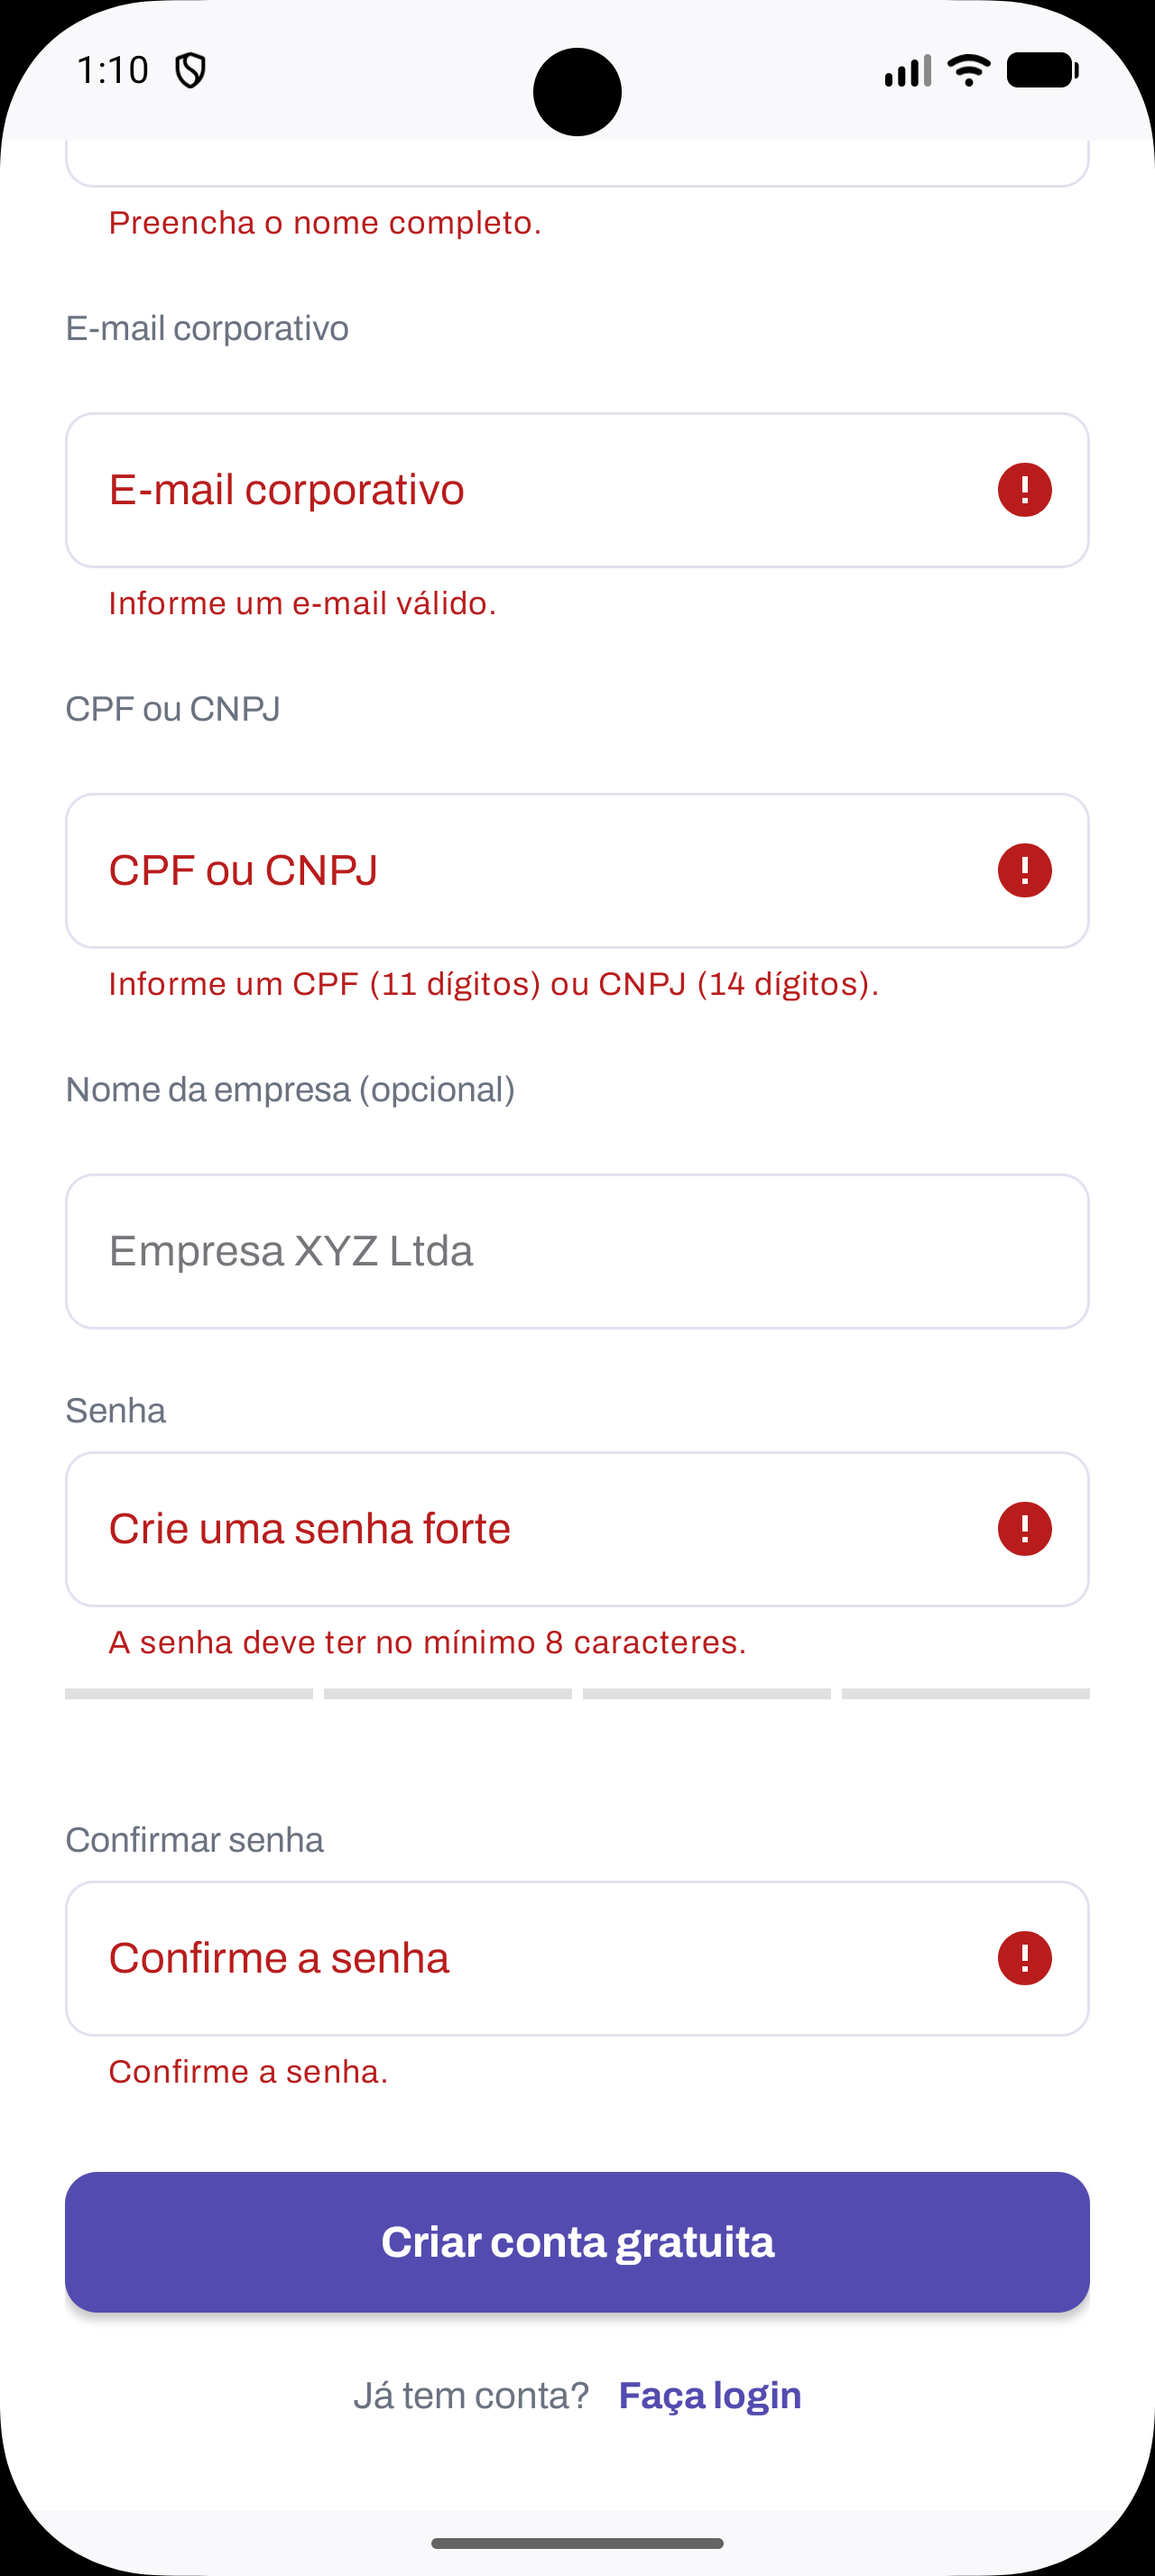 1:10
Preencha o nome completo.
E-mail corporativo
E-mail corporativo
Informe um e-mail válido.
CPF ou CNPJ
CPF ou CNPJ
Informe um CPF (11 dígitos) ou CNPJ (14 dígitos).
Nome da empresa (opcional)
Empresa XYZ Ltda
Senha
Crie uma senha forte
A senha deve ter no mínimo 8 caracteres.
Confirmar senha
Confirme a senha
Confirme a senha.
Criar conta gratuita
Já tem conta? Faça login